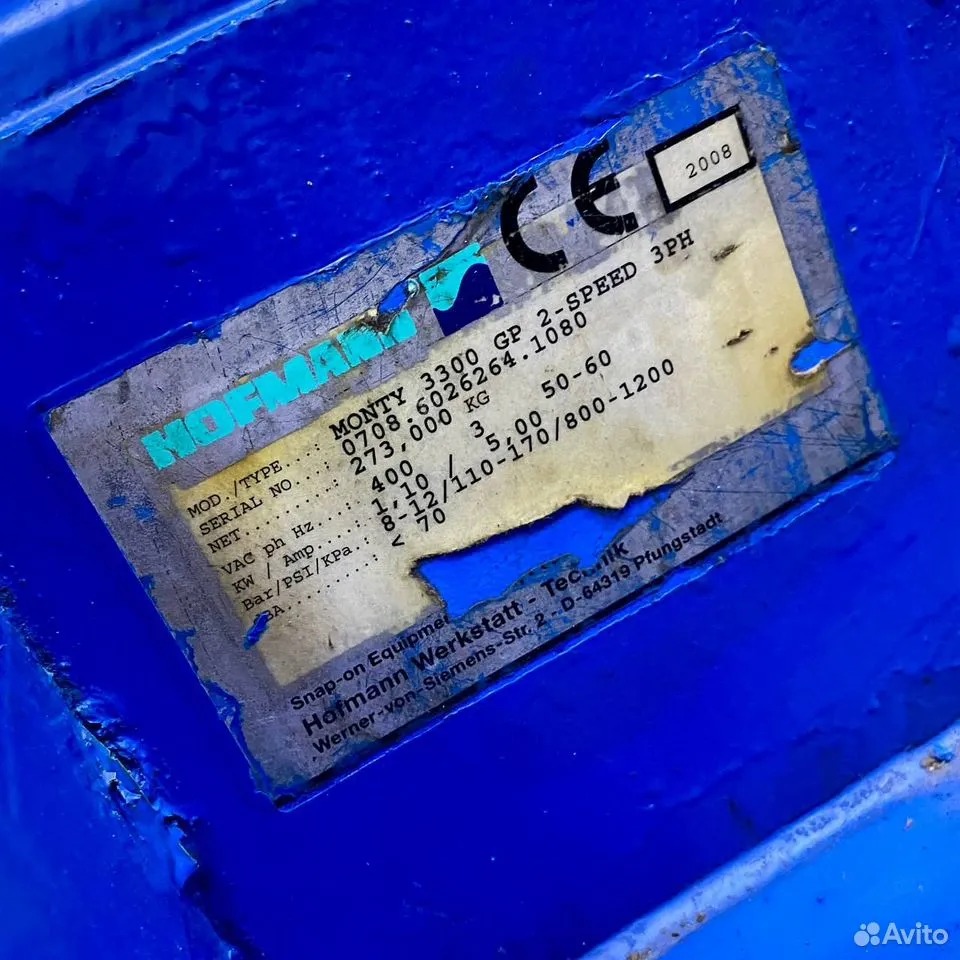 HOFMANN
CE
2008
MOD./TYPE..: MONTY 3300 GP 2-SPEED 3PH
SERIAL NO..: 0708.6026264.1080
NET........: 273,000 KG
VAC ph Hz..: 400 3 50-60
KW / Amp...: 1,10 / 5,00
Bar/PSI/KPa.: 8-12/110-170/800-1200
BA.......: < 70
Snap-on
Hofmann Werkstatt - Technik
Werner-von-Siemens-Str. 2 - D-64319 Pfungstadt
Avito